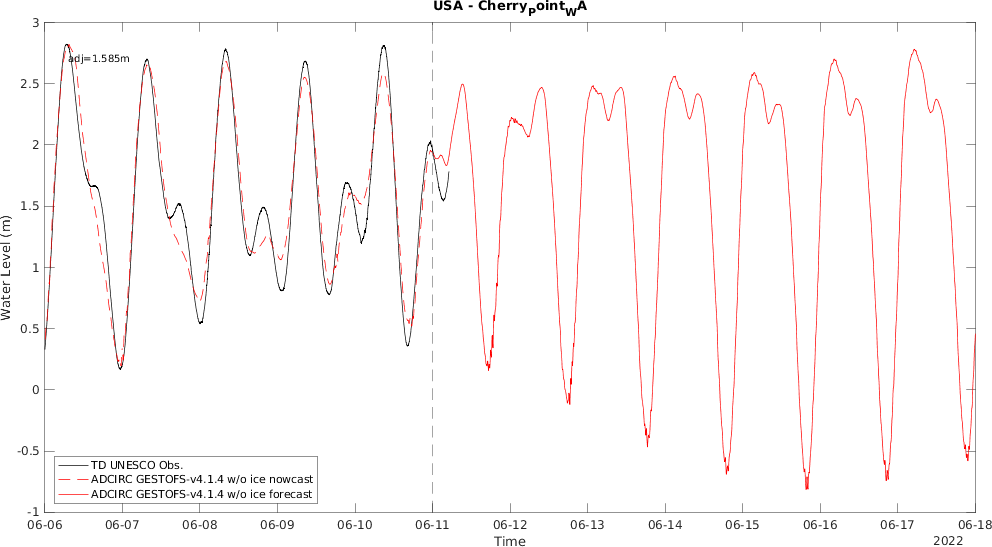 USA - CherryPointWA
adj=1.585m
3
2.5
2
1.5
1
0.5
0
-0.5
-1
Water Level (m)
TD UNESCO Obs.
ADCIRC GESTOFS-v4.1.4 w/o ice nowcast
ADCIRC GESTOFS-v4.1.4 w/o ice forecast
06-06 06-07 06-08 06-09 06-10 06-11 06-12 06-13 06-14 06-15 06-16 06-17 06-18
Time
2022